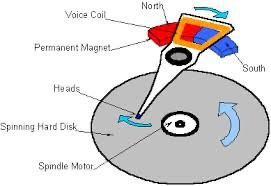 North
Voice Coil
Permanent Magnet
South
Heads
Spinning Hard Disk
Spindle Motor